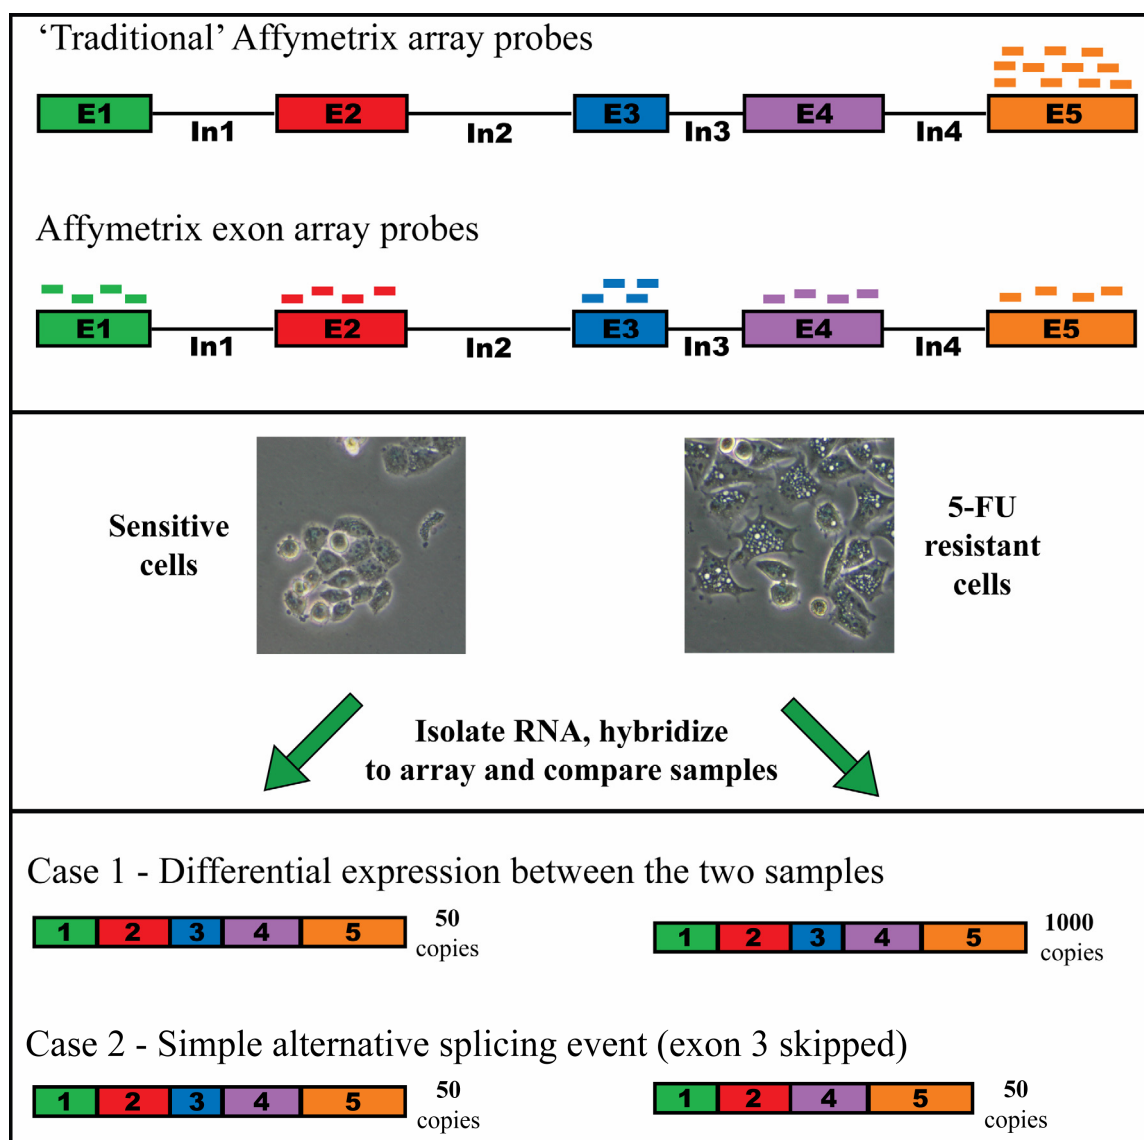 ‘Traditional’ Affymetrix array probes
E1 E2 E3 E4 E5
In1 In2 In3 In4
Affymetrix exon array probes
E1 E2 E3 E4 E5
In1 In2 In3 In4
Sensitive
cells
5-FU
resistant
cells
Isolate RNA, hybridize
to array and compare samples
Case 1 - Differential expression between the two samples
1 2 3 4 5
50
copies
1 2 3 4 5
1000
copies
Case 2 - Simple alternative splicing event (exon 3 skipped)
1 2 3 4 5
50
copies
1 2 4 5
50
copies